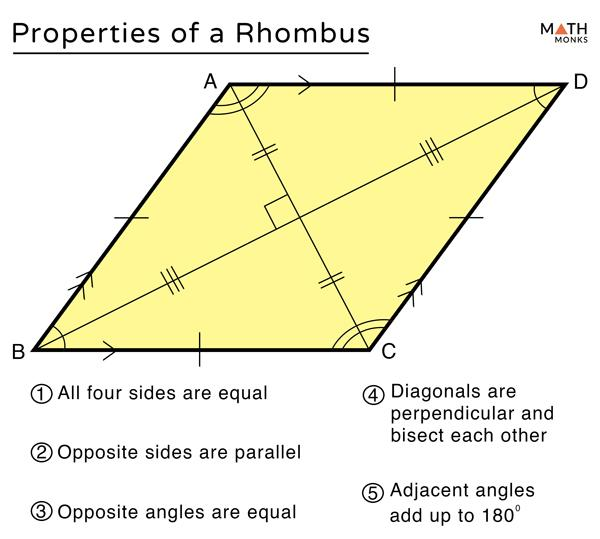 Properties of a Rhombus
MATH
MONKS
A
D
B
C
1 All four sides are equal
2 Opposite sides are parallel
3 Opposite angles are equal
4 Diagonals are
perpendicular and
bisect each other
5 Adjacent angles
add up to 180⁰